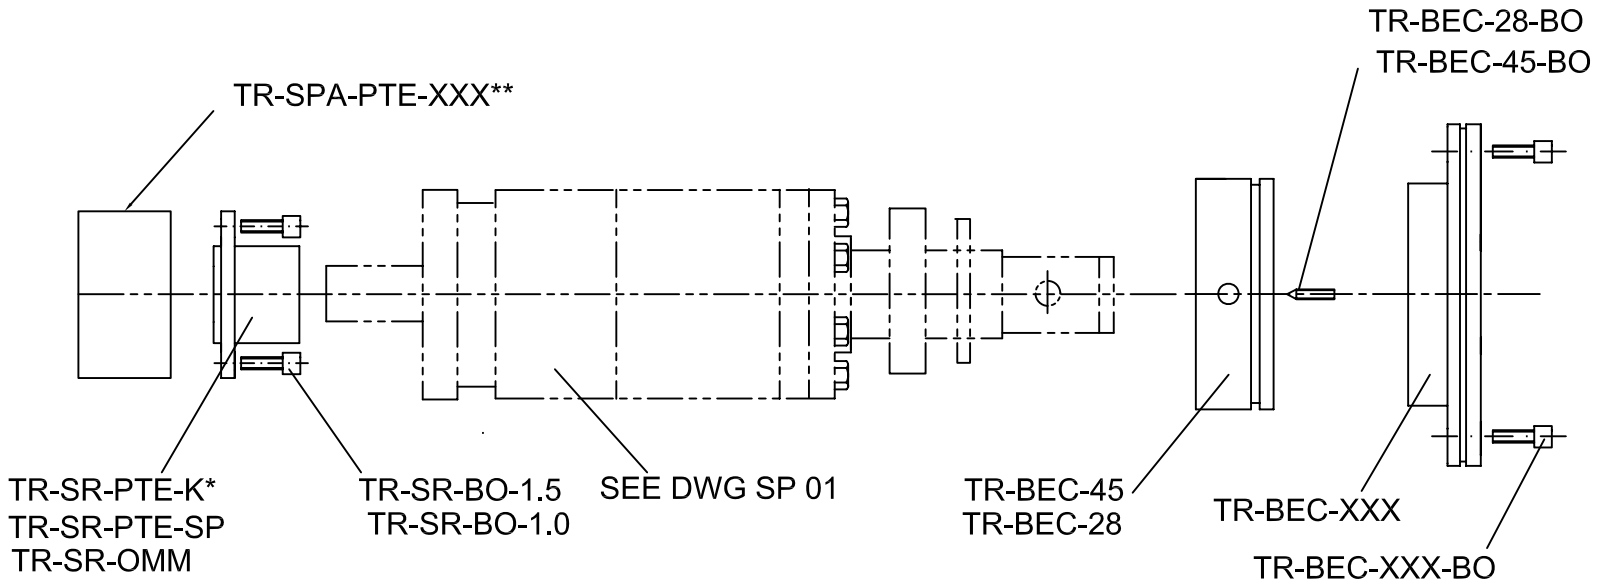 TR-BEC-28-BO
TR-BEC-45-BO
TR-SPA-PTE-XXX**
TR-SR-PTE-K*
TR-SR-PTE-SP
TR-SR-OMM
TR-SR-BO-1.5
TR-SR-BO-1.0
SEE DWG SP 01
TR-BEC-45
TR-BEC-28
TR-BEC-XXX
TR-BEC-XXX-BO